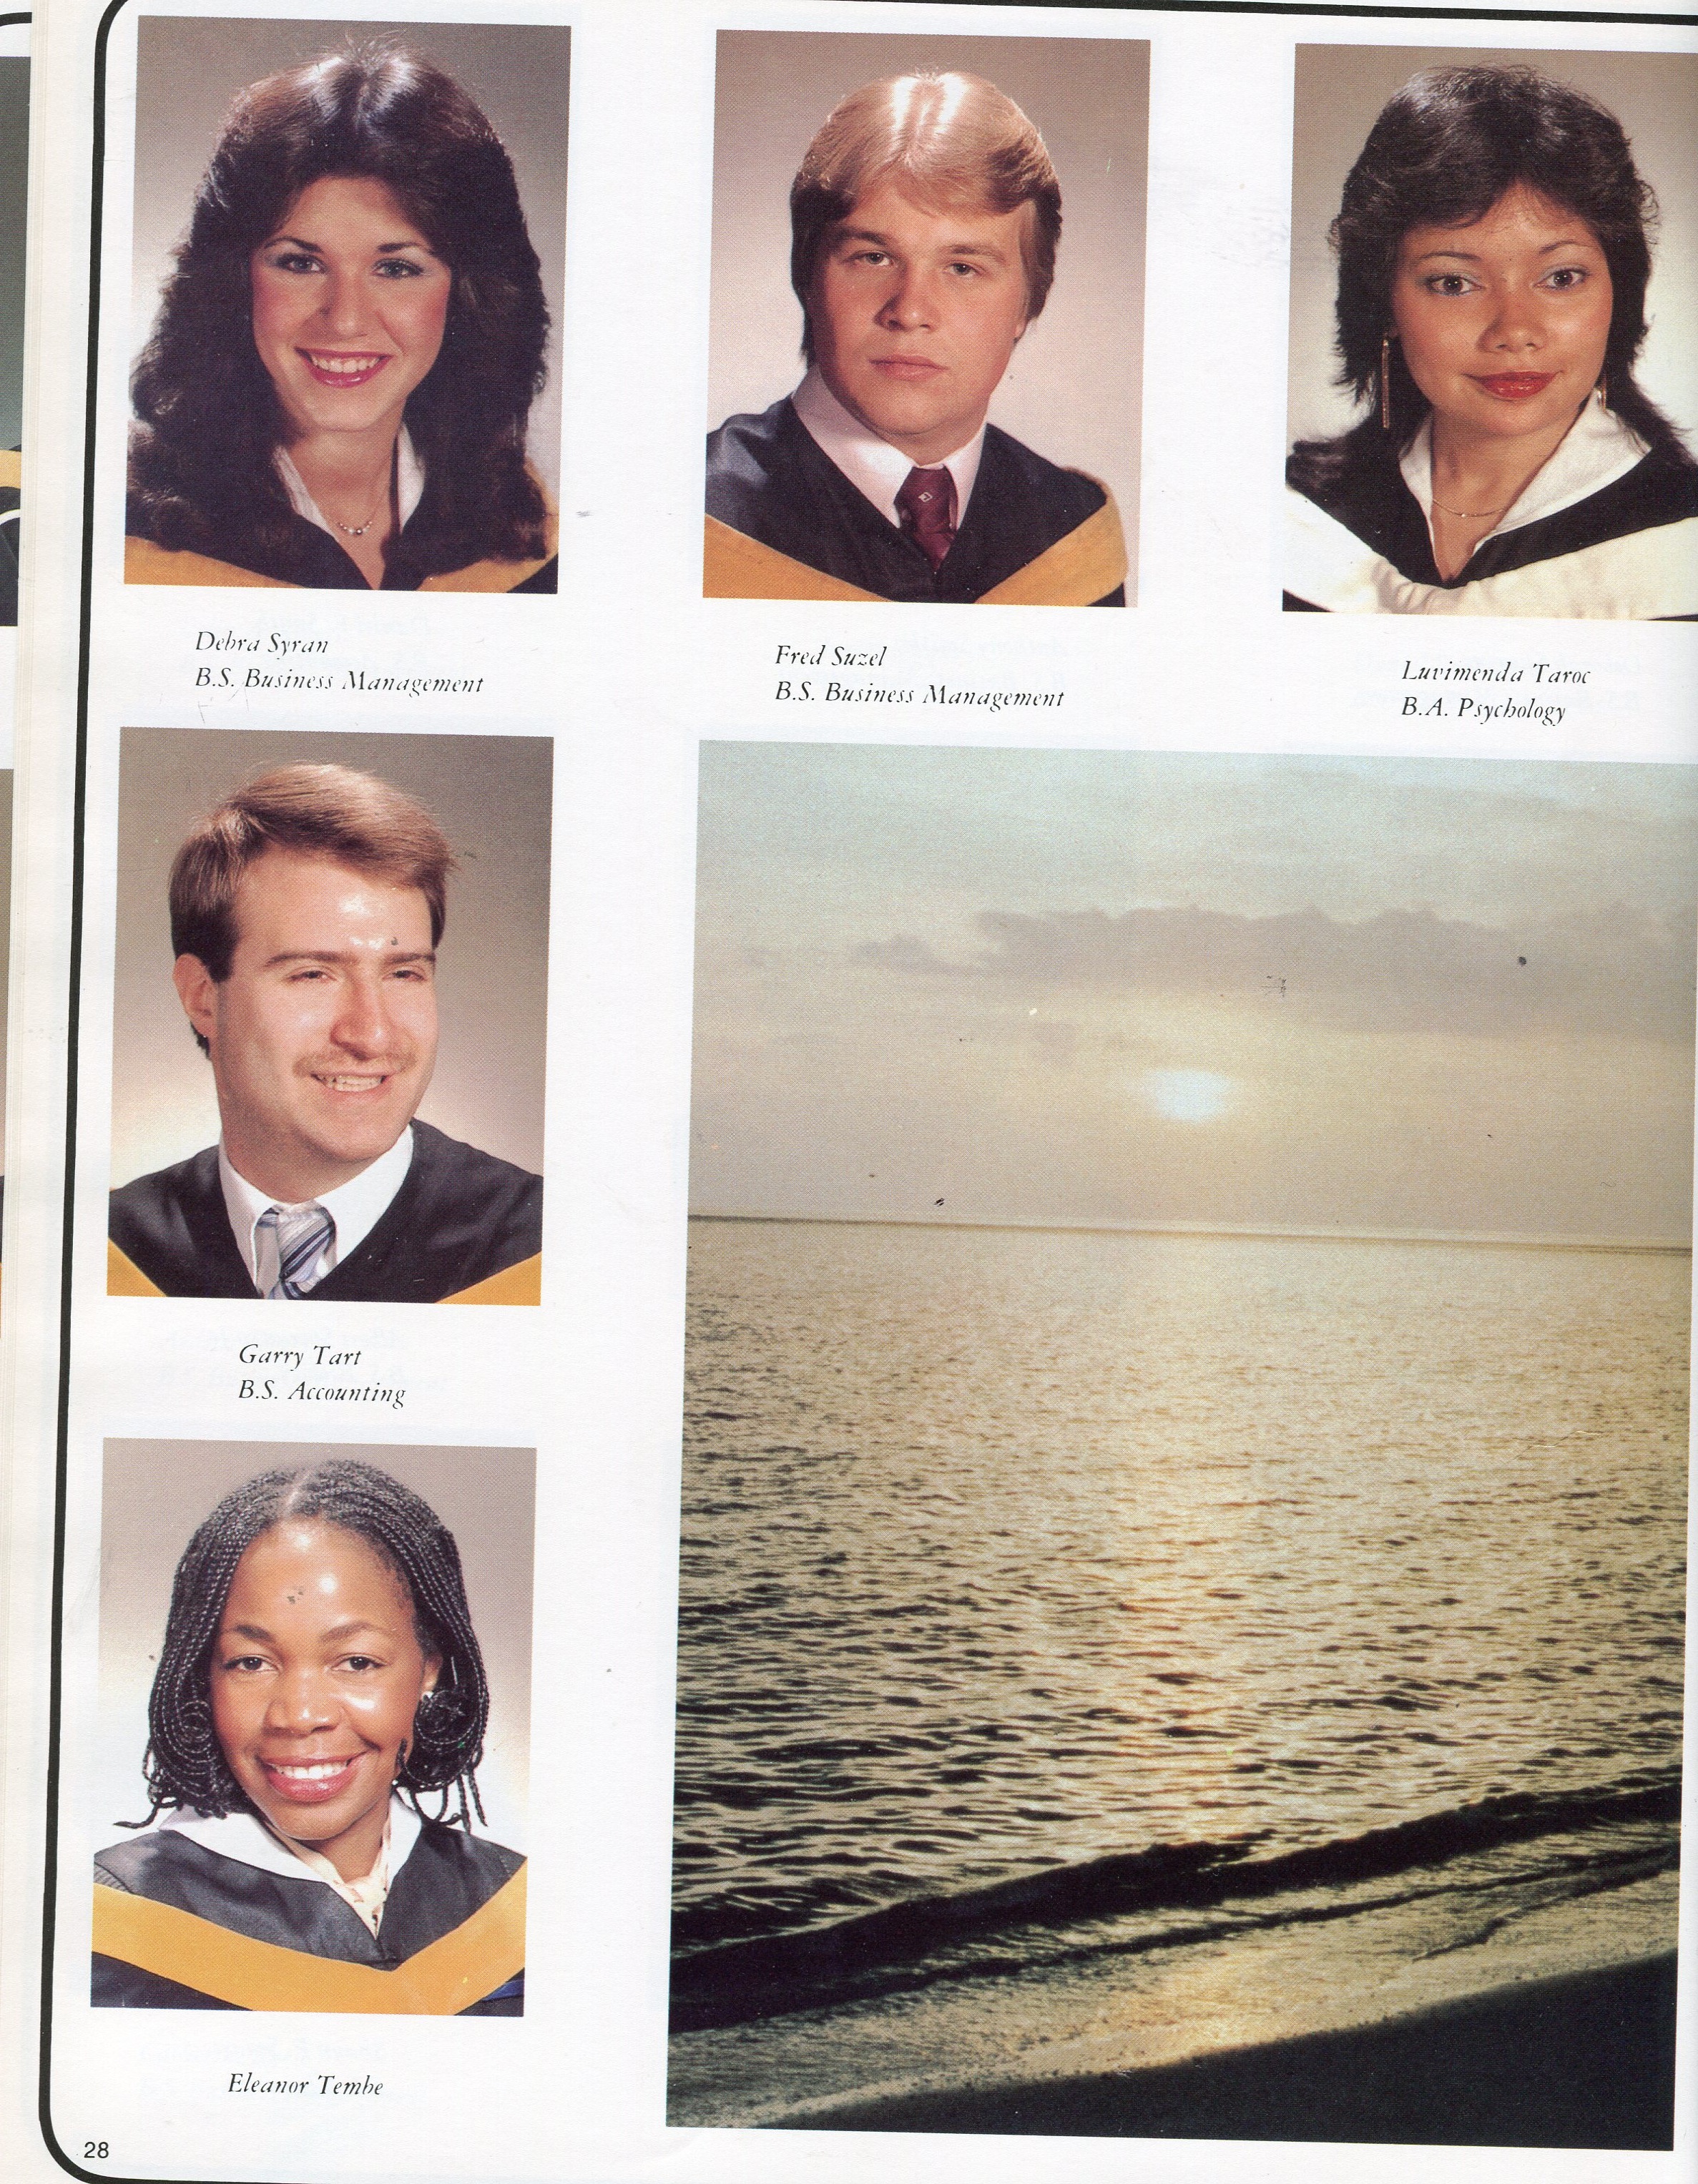 Debra Syran
B.S. Business Management
Fred Suzel
B.S. Business Management
Luvimenda Taroc
B.A. Psychology
Garry Tart
B.S. Accounting
Eleanor Tembe
28